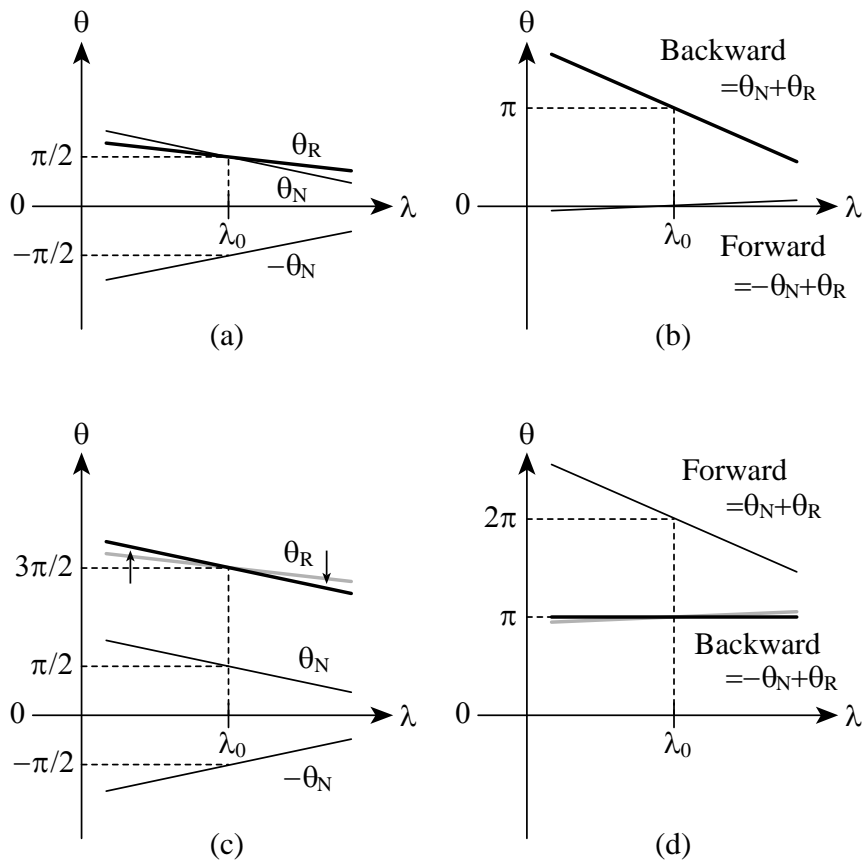 θ
π/2
0
−π/2
θR
θN
λ
λ0
−θN
(a)
θ
Backward
=θN+θR
π
0
λ
λ0
Forward
=−θN+θR
(b)
θ
3π/2
θR
π/2
θN
0
λ
λ0
−π/2
−θN
(c)
θ
Forward
=θN+θR
2π
π
Backward
=−θN+θR
0
λ
λ0
(d)